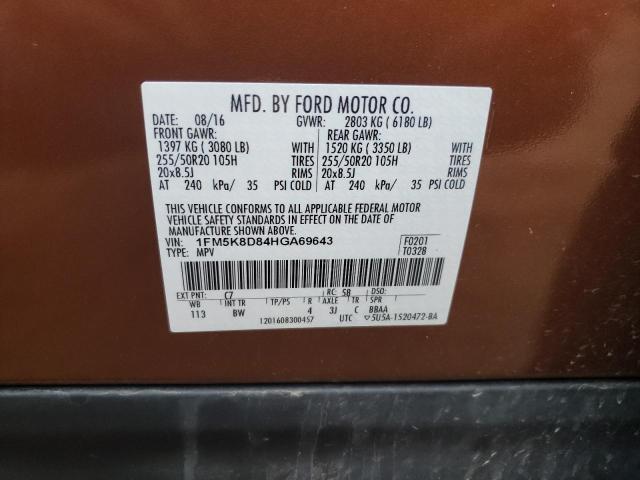 MFD. BY FORD MOTOR CO.
DATE: 08/16 GVWR: 2803 KG ( 6180 LB)
FRONT GAWR: REAR GAWR:
1397 KG ( 3080 LB) WITH 1520 KG ( 3350 LB) WITH
255/50R20 105H TIRES 255/50R20 105H TIRES
20x8.5J RIMS 20x8.5J RIMS
AT 240 kPa/ 35 PSI COLD AT 240 kPa/ 35 PSI COLD
THIS VEHICLE CONFORMS TO ALL APPLICABLE FEDERAL MOTOR
VEHICLE SAFETY STANDARDS IN EFFECT ON THE DATE OF
MANUFACTURE SHOWN ABOVE.
VIN: 1FM5K8D84HGA69643 F0201
TYPE: MPV T0328
EXT PNT: C7 RC: 58 DSO:
WB BRK INT TR TP/PS R AXLE TR SPR
113 BW 4 3J C BBAA
1201608300457 UTC ▽5U5A-1520472-BA